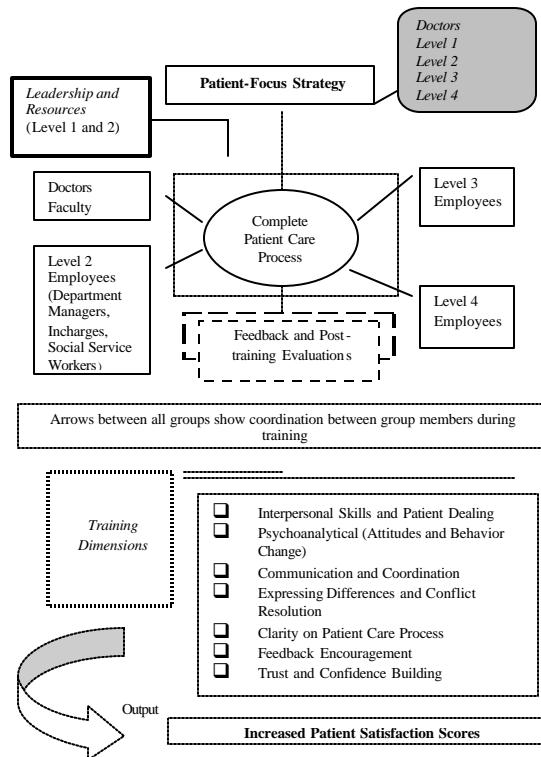 Doctors
Level 1
Level 2
Level 3
Level 4
Patient-Focus Strategy
Leadership and
Resources
(Level 1 and 2)
Doctors
Faculty
Level 3
Employees
Complete
Patient Care
Process
Level 2
Employees
(Department
Managers,
Incharges,
Social Service
Workers)
Level 4
Employees
Feedback and Post-
training Evaluations
Arrows between all groups show coordination between group members during
training
Training
Dimensions
❑ Interpersonal Skills and Patient Dealing
❑ Psychoanalytical (Attitudes and Behavior
Change)
❑ Communication and Coordination
❑ Expressing Differences and Conflict
Resolution
❑ Clarity on Patient Care Process
❑ Feedback Encouragement
❑ Trust and Confidence Building
Output
Increased Patient Satisfaction Scores